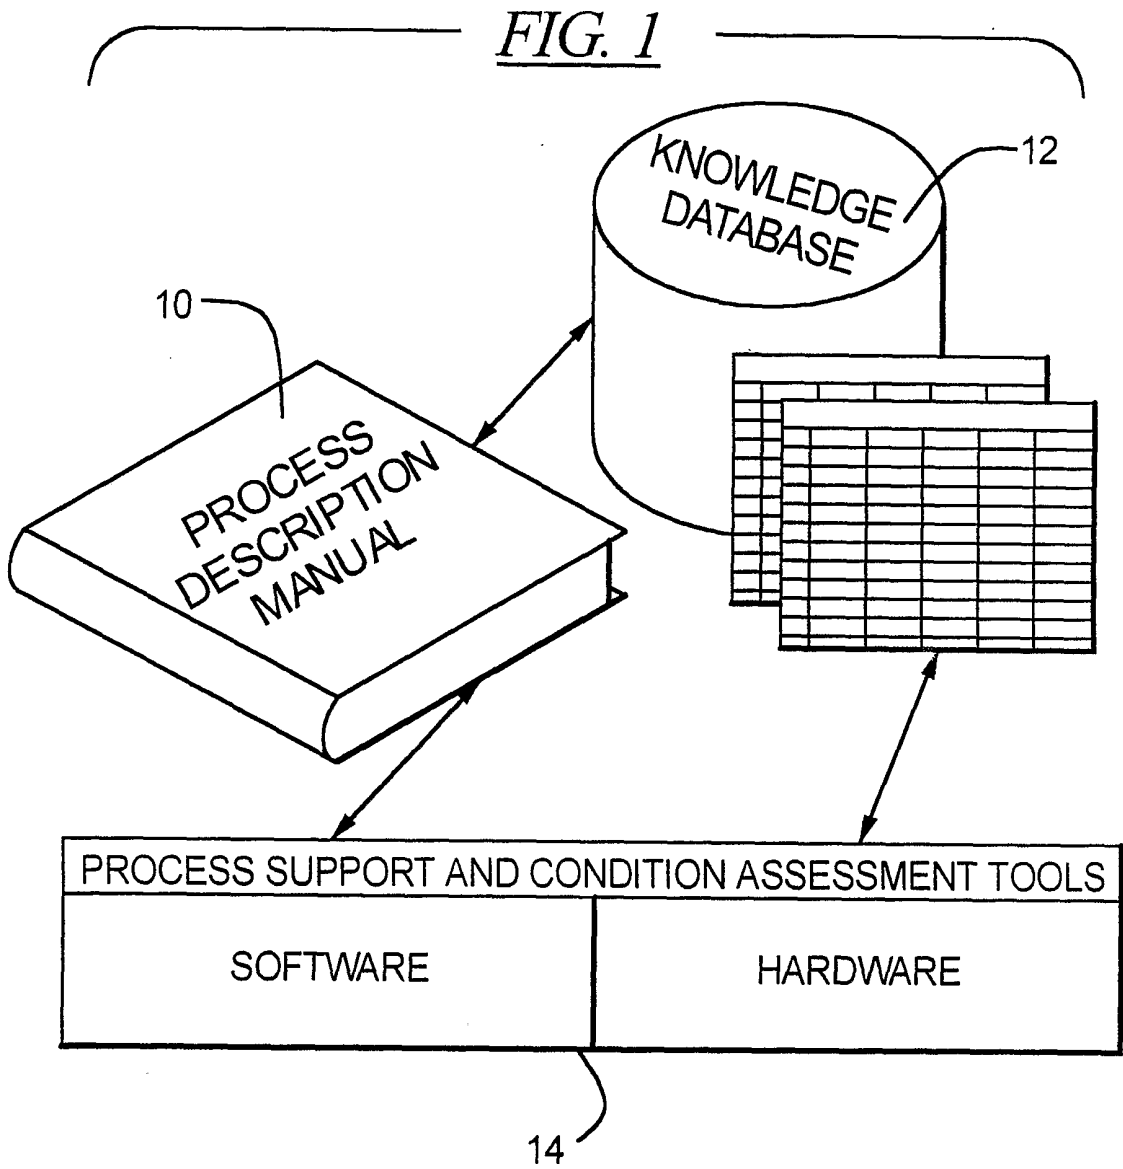 FIG. 1
KNOWLEDGE
DATABASE
12
10
PROCESS
DESCRIPTION
MANUAL
PROCESS SUPPORT AND CONDITION ASSESSMENT TOOLS
SOFTWARE
HARDWARE
14